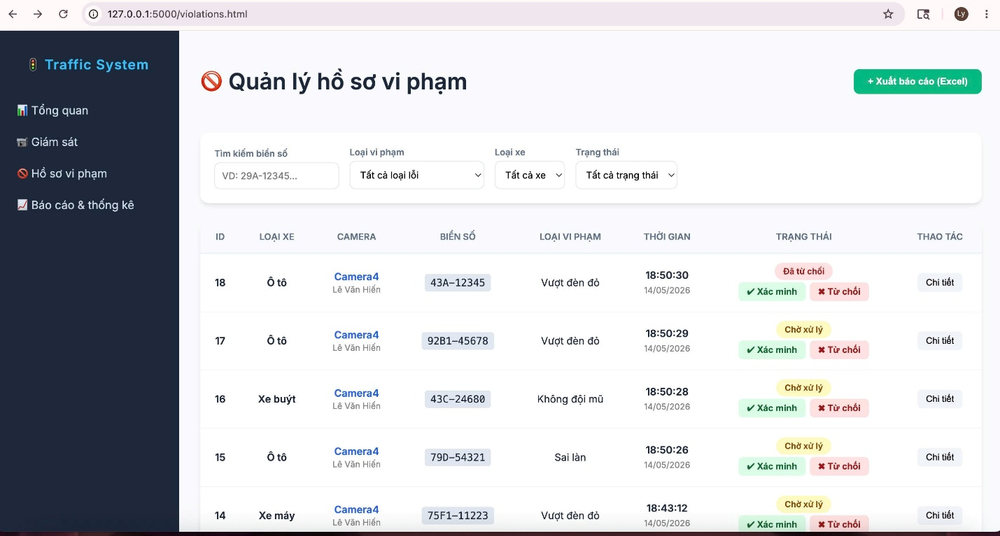 127.0.0.1:5000/violations.html
Ly
Traffic System
Tổng quan
Giám sát
Hồ sơ vi phạm
Báo cáo & thống kê
Quản lý hồ sơ vi phạm
+ Xuất báo cáo (Excel)
Tìm kiếm biển số
Loại vi phạm
Loại xe
Trạng thái
VD: 29A-12345...
Tất cả loại lỗi
Tất cả xe
Tất cả trạng thái
ID LOẠI XE CAMERA BIỂN SỐ LOẠI VI PHẠM THỜI GIAN TRẠNG THÁI THAO TÁC
18 Ô tô Camera4 43A-12345 Vượt đèn đỏ 18:50:30 Đã từ chối Chi tiết
Lê Văn Hiến 14/05/2026 ✔ Xác minh ✖ Từ chối
17 Ô tô Camera4 92B1-45678 Vượt đèn đỏ 18:50:29 Chờ xử lý Chi tiết
Lê Văn Hiến 14/05/2026 ✔ Xác minh ✖ Từ chối
16 Xe buýt Camera4 43C-24680 Không đội mũ 18:50:28 Chờ xử lý Chi tiết
Lê Văn Hiến 14/05/2026 ✔ Xác minh ✖ Từ chối
15 Ô tô Camera4 79D-54321 Sai làn 18:50:26 Chờ xử lý Chi tiết
Lê Văn Hiến 14/05/2026 ✔ Xác minh ✖ Từ chối
14 Xe máy Camera4 75F1-11223 Vượt đèn đỏ 18:43:12 Chờ xử lý Chi tiết
Lê Văn Hiến 14/05/2026 ✔ Xác minh ✖ Từ chối